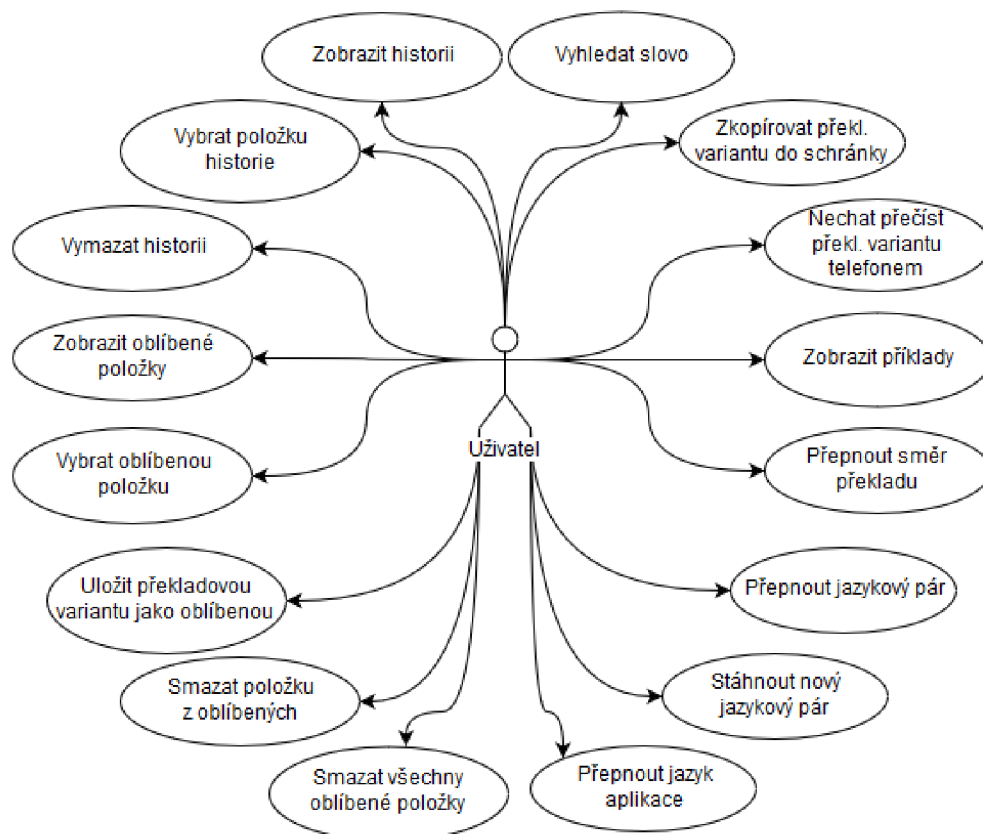 Zobrazit historii
Vyhledat slovo
Vybrat položku
historie
Zkopírovat překl.
variantu do schránky
Vymazat historii
Nechat přečíst
překl. variantu
telefonem
Zobrazit oblíbené
položky
Zobrazit příklady
Vybrat oblíbenou
položku
Uživatel
Přepnout směr
překladu
Uložit překladovou
variantu jako oblíbenou
Přepnout jazykový pár
Smazat položku
z oblíbených
Stáhnout nový
jazykový pár
Smazat všechny
oblíbené položky
Přepnout jazyk
aplikace